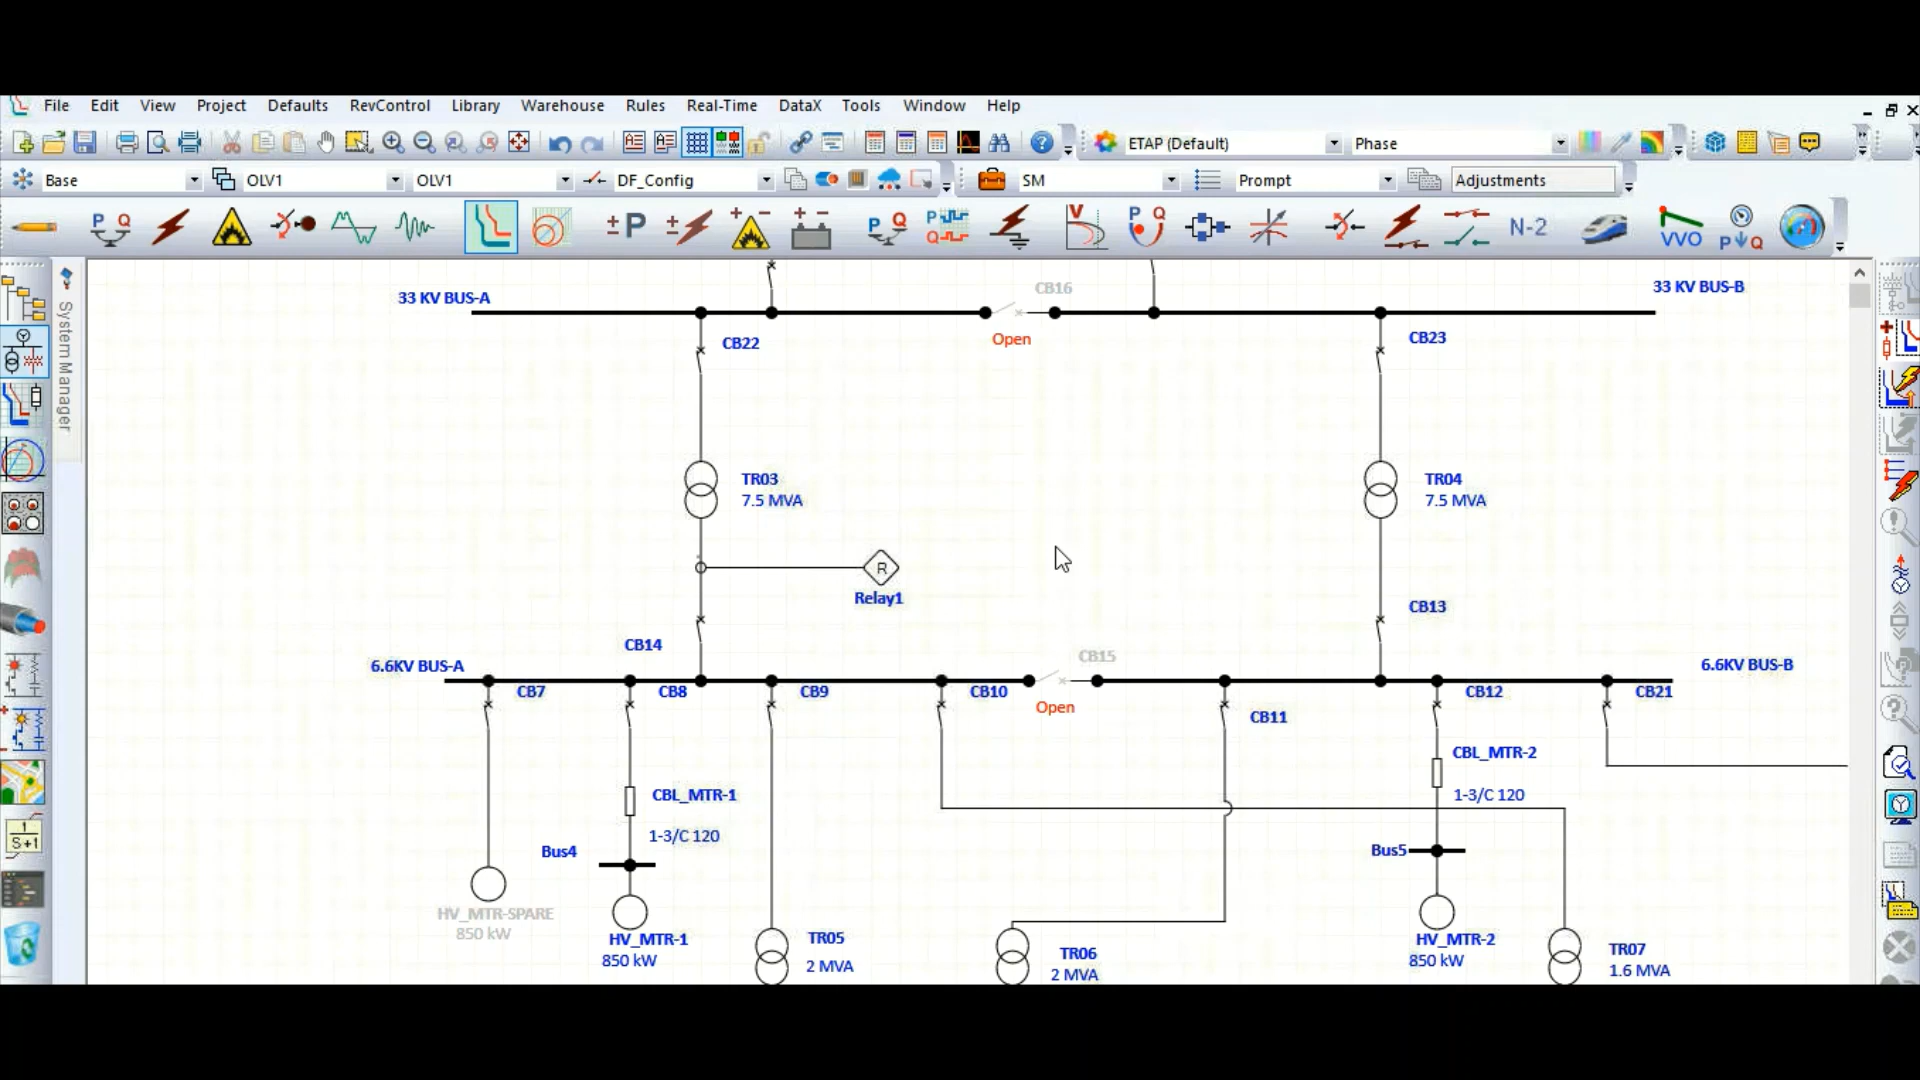 File Edit View Project Defaults RevControl Library Warehouse Rules Real-Time DataX Tools Window Help
ETAP (Default) Phase
Base OLV1 OLV1 DF_Config SM Prompt Adjustments
P Q ± P ± P Q P Q V P Q N-2 VVO P Q
System Manager
33 KV BUS-A CB16 33 KV BUS-B
Open
CB22 CB23
TR03 TR04
7.5 MVA 7.5 MVA
R
Relay1
CB13
CB14
6.6KV BUS-A CB15 6.6KV BUS-B
CB7 CB8 CB9 CB10 CB12 CB21
Open CB11
CBL_MTR-2
CBL_MTR-1 1-3/C 120
1-3/C 120
Bus4 Bus5
HV_MTR-SPARE
850 kW
HV_MTR-1 TR05 TR06 HV_MTR-2 TR07
850 kW 2 MVA 2 MVA 850 kW 1.6 MVA
1
S+1